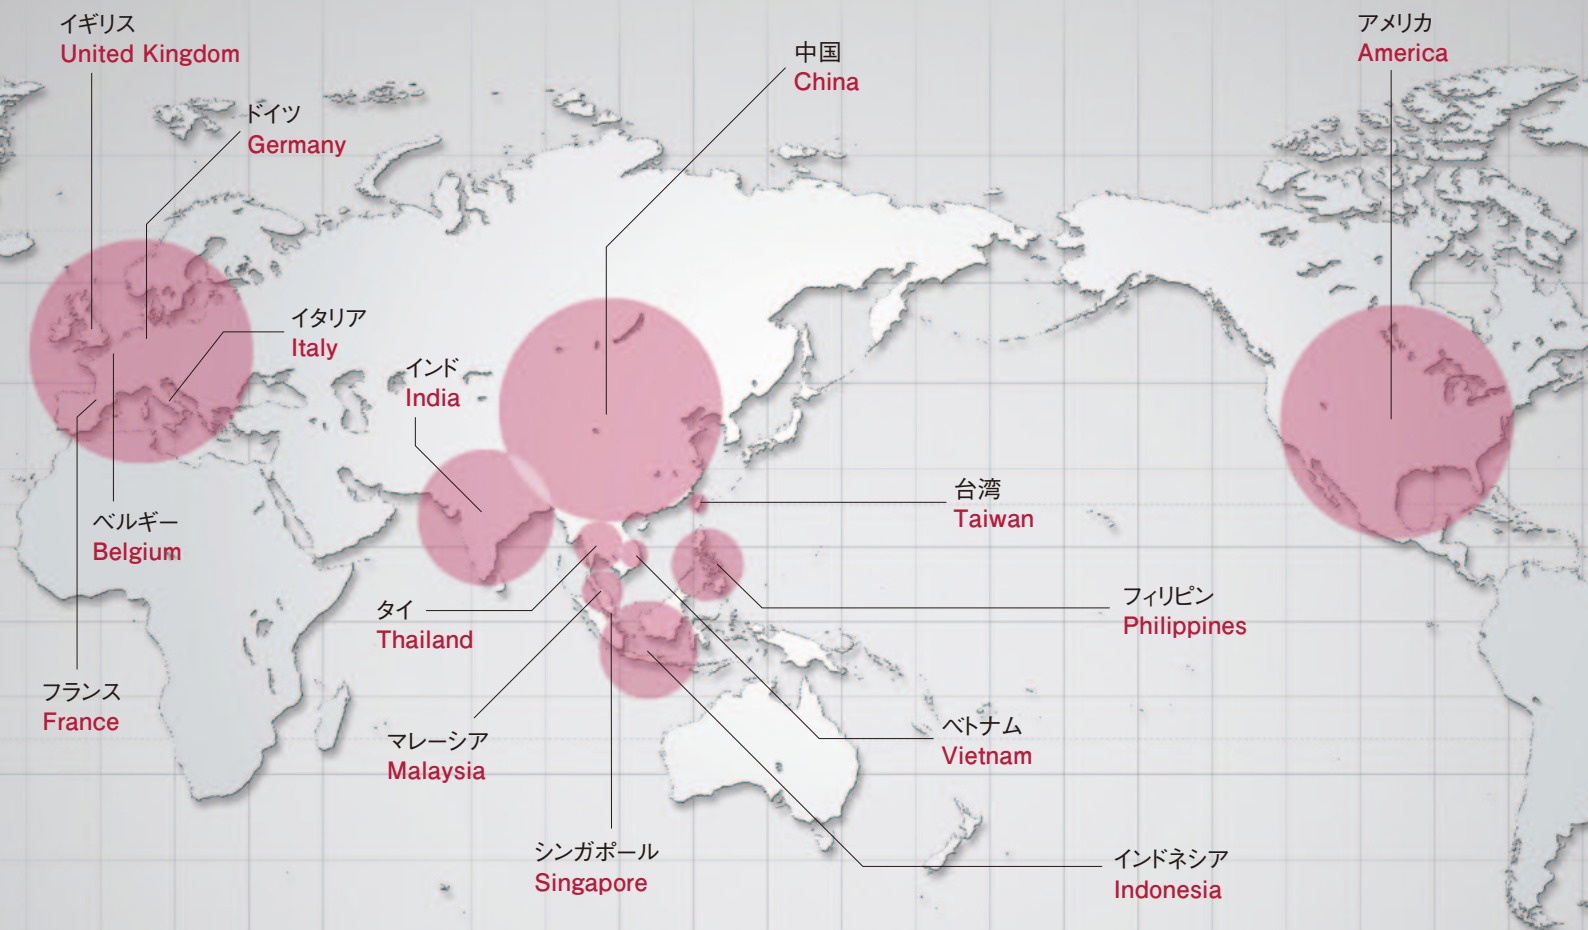 イギリス
United Kingdom
ドイツ
Germany
中国
China
アメリカ
America
イタリア
Italy
インド
India
台湾
Taiwan
ベルギー
Belgium
タイ
Thailand
フィリピン
Philippines
フランス
France
マレーシア
Malaysia
ベトナム
Vietnam
シンガポール
Singapore
インドネシア
Indonesia